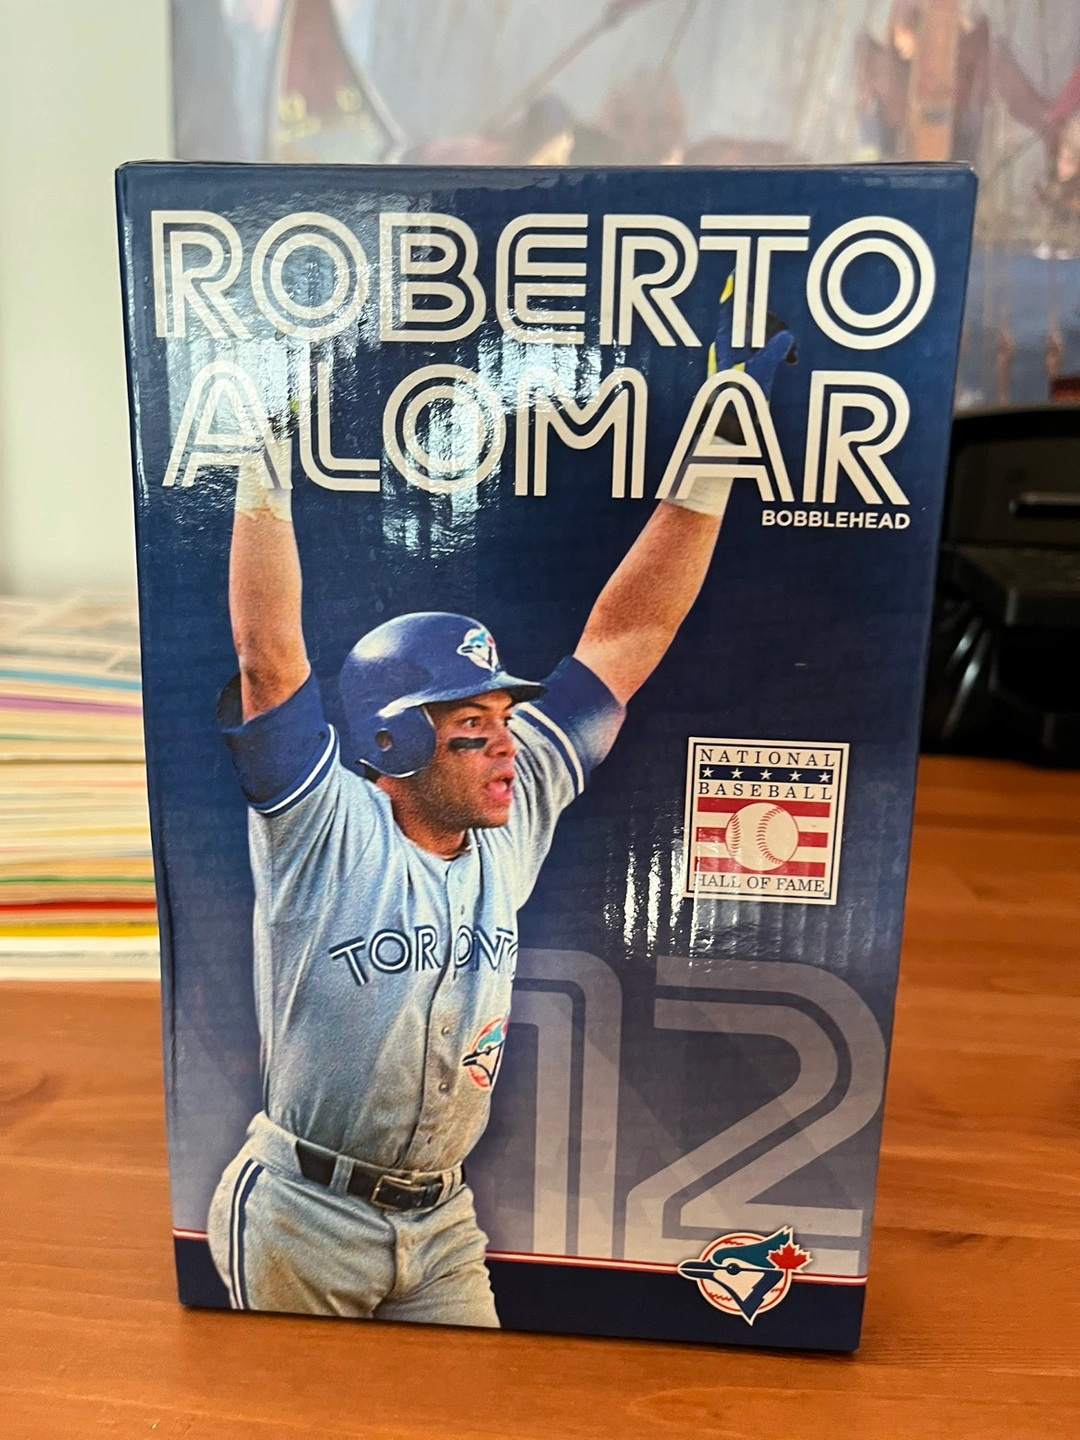 ROBERTO
ALOMAR
BOBBLEHEAD
NATIONAL
BASEBALL
HALL OF FAME
TORONTO
12